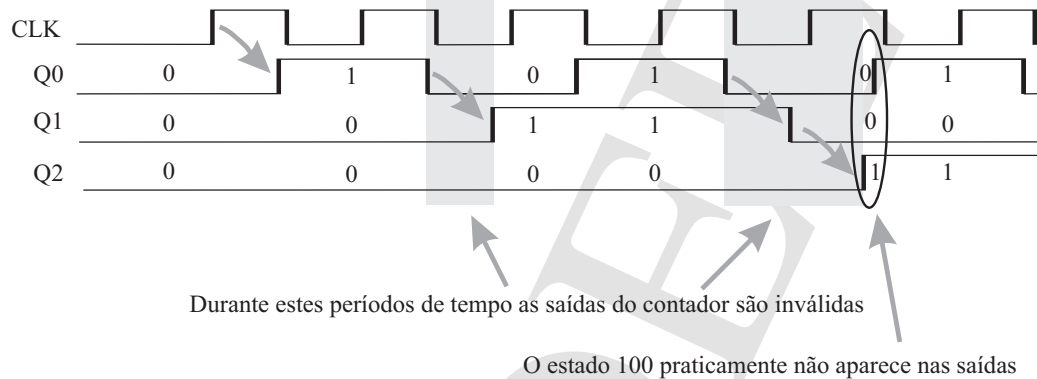 CLK
Q0 0 1 0 1 0 1
Q1 0 0 1 1 0 0
Q2 0 0 0 0 1 1
Durante estes períodos de tempo as saídas do contador são inválidas
O estado 100 praticamente não aparece nas saídas